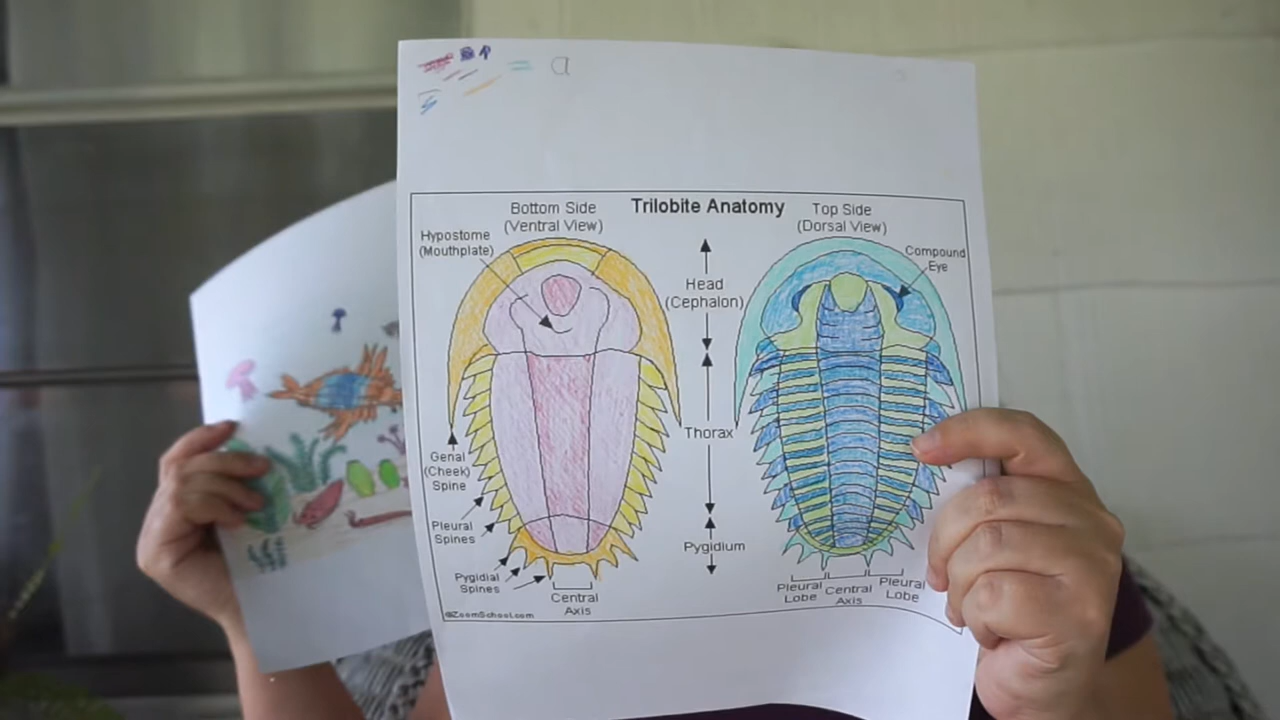 a
Trilobite Anatomy
Bottom Side
(Ventral View)
Top Side
(Dorsal View)
Hypostome
(Mouthplate)
Compound
Eye
Head
(Cephalon)
Thorax
Genal
(Cheek)
Spine
Pleural
Spines
Pygidium
Pygidial
Spines
Central
Axis
Pleural
Lobe
Central
Axis
Pleural
Lobe
©ZoomSchool.com